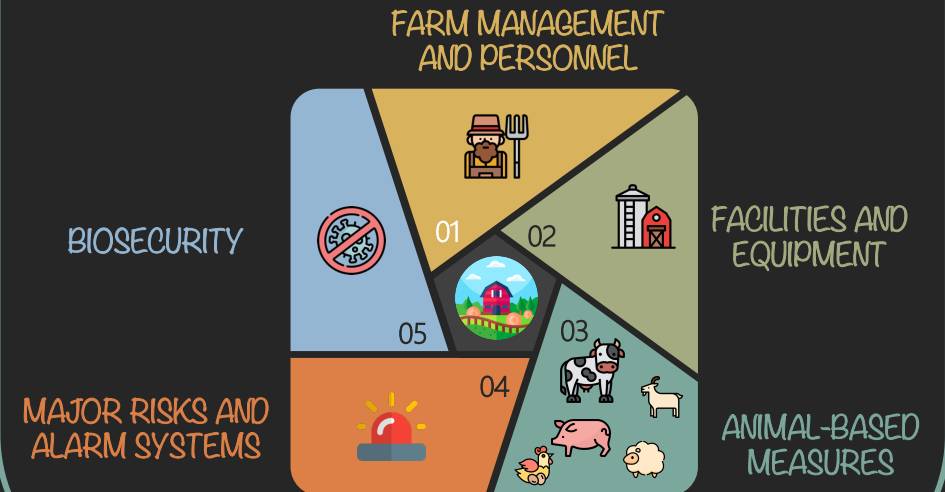 FARM MANAGEMENT
AND PERSONNEL
01
02
FACILITIES AND
EQUIPMENT
BIOSECURITY
05
03
04
MAJOR RISKS AND
ALARM SYSTEMS
ANIMAL-BASED
MEASURES